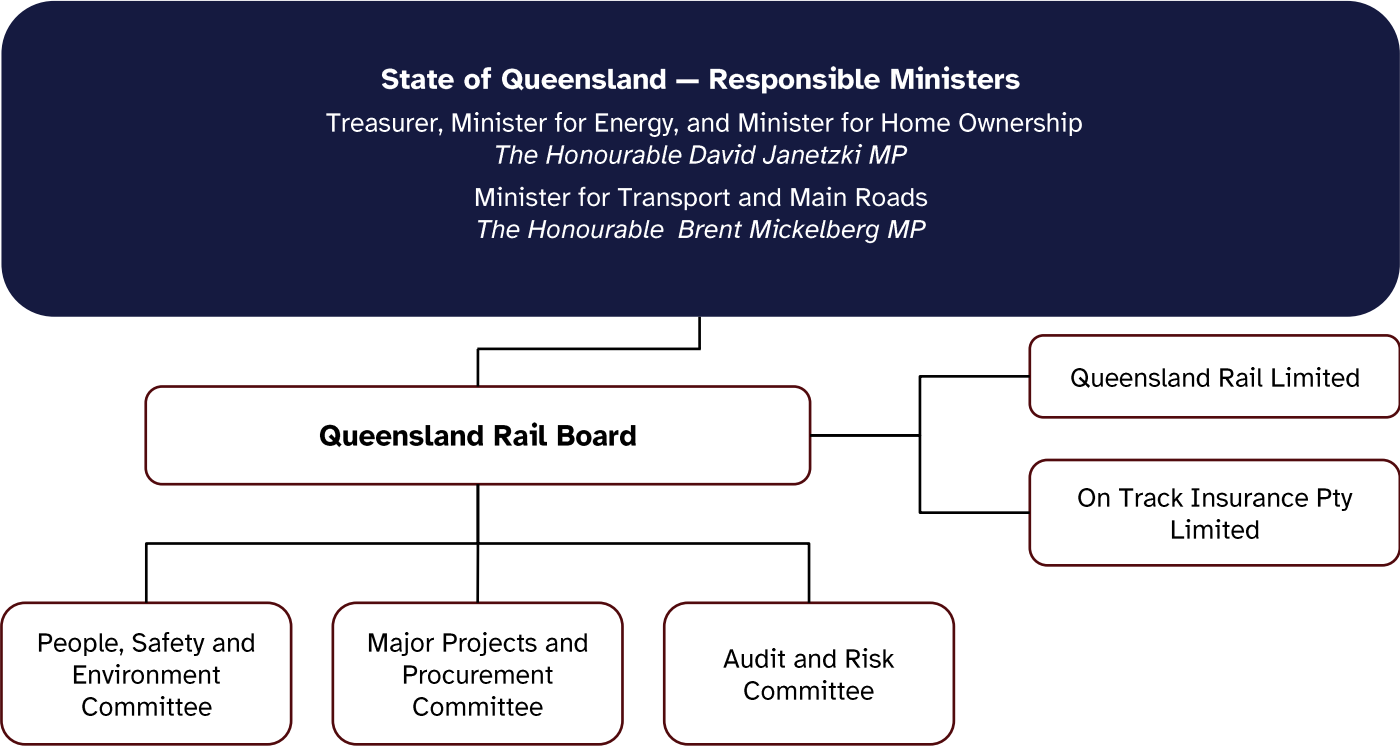 State of Queensland — Responsible Ministers
Treasurer, Minister for Energy, and Minister for Home Ownership
The Honourable David Janetzki MP
Minister for Transport and Main Roads
The Honourable  Brent Mickelberg MP
Queensland Rail Board
Queensland Rail Limited
On Track Insurance Pty
Limited
People, Safety and
Environment
Committee
Major Projects and
Procurement
Committee
Audit and Risk
Committee